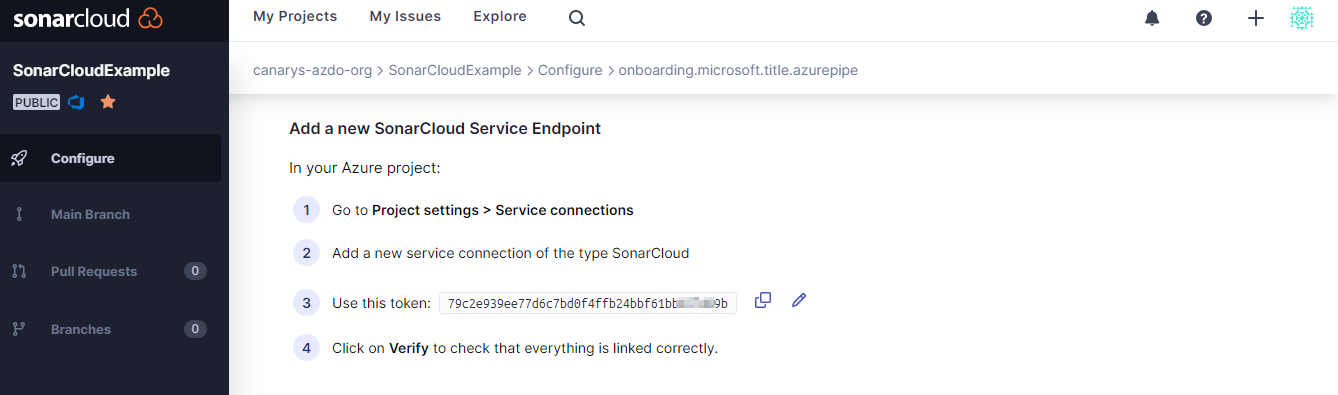 sonarcloud
My Projects My Issues Explore
SonarCloudExample
PUBLIC
canarys-azdo-org > SonarCloudExample > Configure > onboarding.microsoft.title.azurepipe
Configure
Main Branch
Pull Requests 0
Branches 0
Add a new SonarCloud Service Endpoint
In your Azure project:
1 Go to Project settings > Service connections
2 Add a new service connection of the type SonarCloud
3 Use this token:
4 Click on Verify to check that everything is linked correctly.